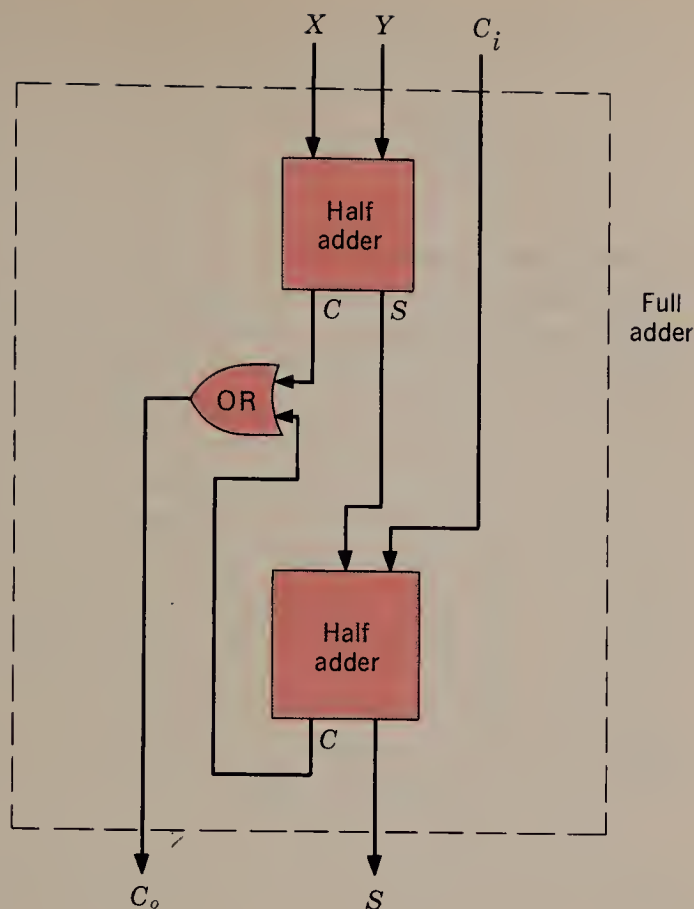 X Y C_i
Half
adder
C S
Full
adder
OR
Half
adder
C
C_o S